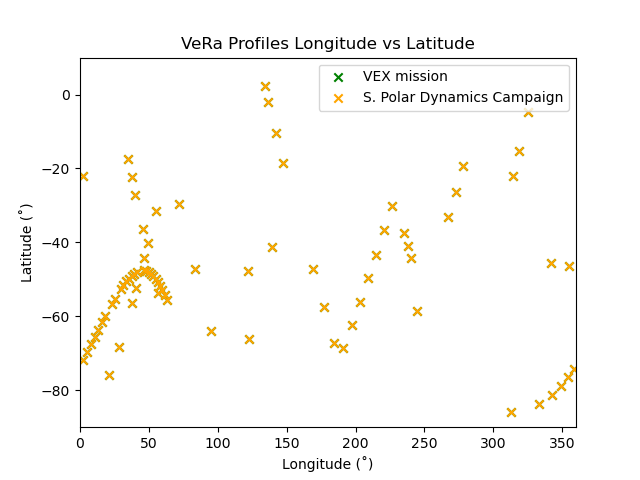 VeRa Profiles Longitude vs Latitude
VEX mission
S. Polar Dynamics Campaign
0
−20
−40
−60
−80
Latitude (˚)
0 50 100 150 200 250 300 350
Longitude (˚)